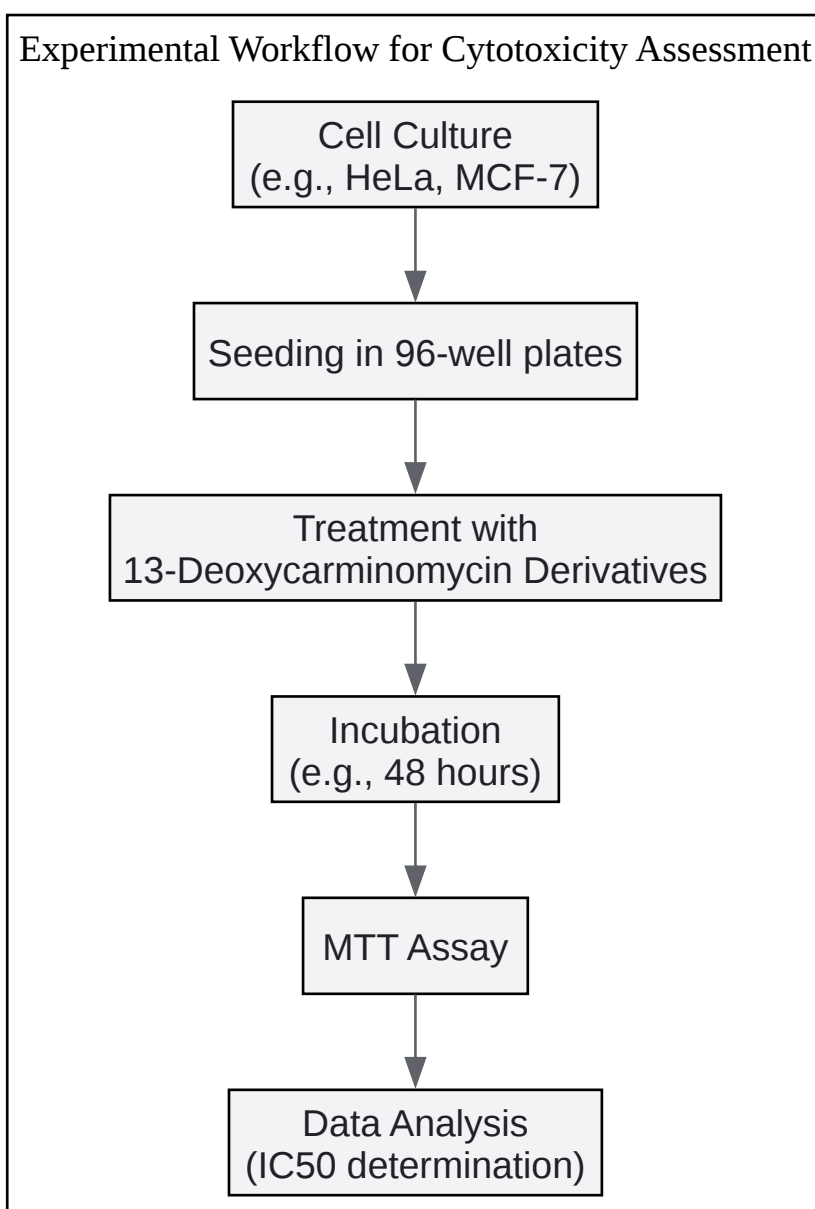 Experimental Workflow for Cytotoxicity Assessment
Cell Culture
(e.g., HeLa, MCF-7)
Seeding in 96-well plates
Treatment with
13-Deoxycarminomycin Derivatives
Incubation
(e.g., 48 hours)
MTT Assay
Data Analysis
(IC50 determination)